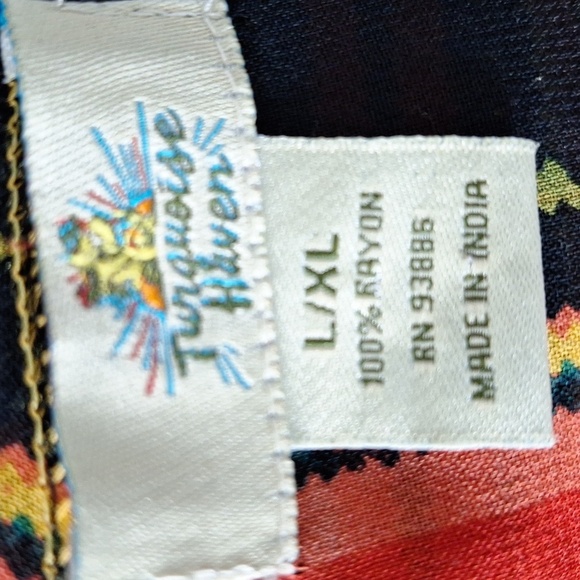 Turquoise
Haven
L/XL
100% RAYON
RN 93886
MADE IN INDIA